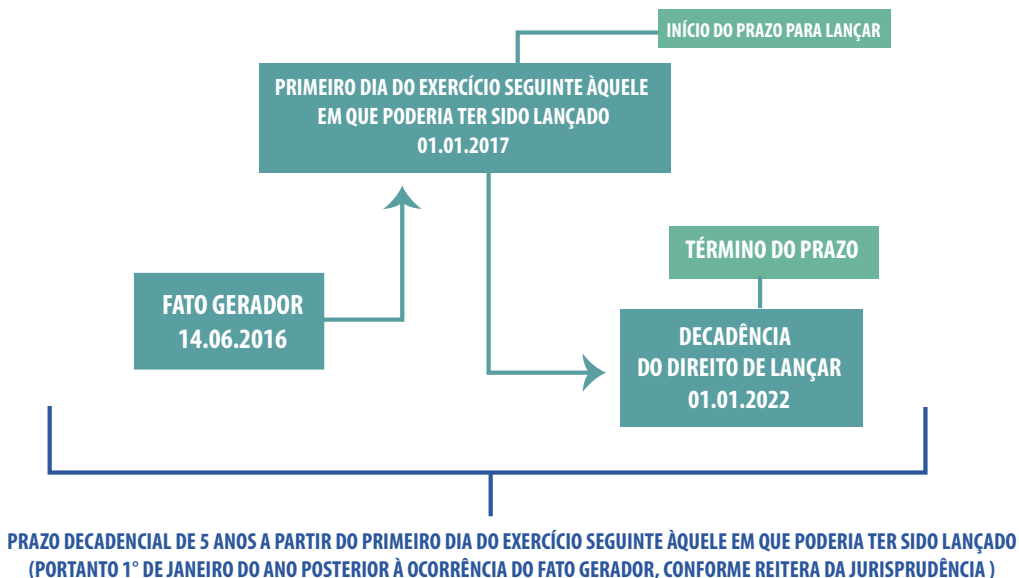 INÍCIO DO PRAZO PARA LANÇAR
PRIMEIRO DIA DO EXERCÍCIO SEGUINTE ÀQUELE
EM QUE PODERIA TER SIDO LANÇADO
01.01.2017
TÉRMINO DO PRAZO
FATO GERADOR
14.06.2016
DECADÊNCIA
DO DIREITO DE LANÇAR
01.01.2022
PRAZO DECADENCIAL DE 5 ANOS A PARTIR DO PRIMEIRO DIA DO EXERCÍCIO SEGUINTE ÀQUELE EM QUE PODERIA TER SIDO LANÇADO
(PORTANTO 1° DE JANEIRO DO ANO POSTERIOR À OCORRÊNCIA DO FATO GERADOR, CONFORME REITERA DA JURISPRUDÊNCIA )